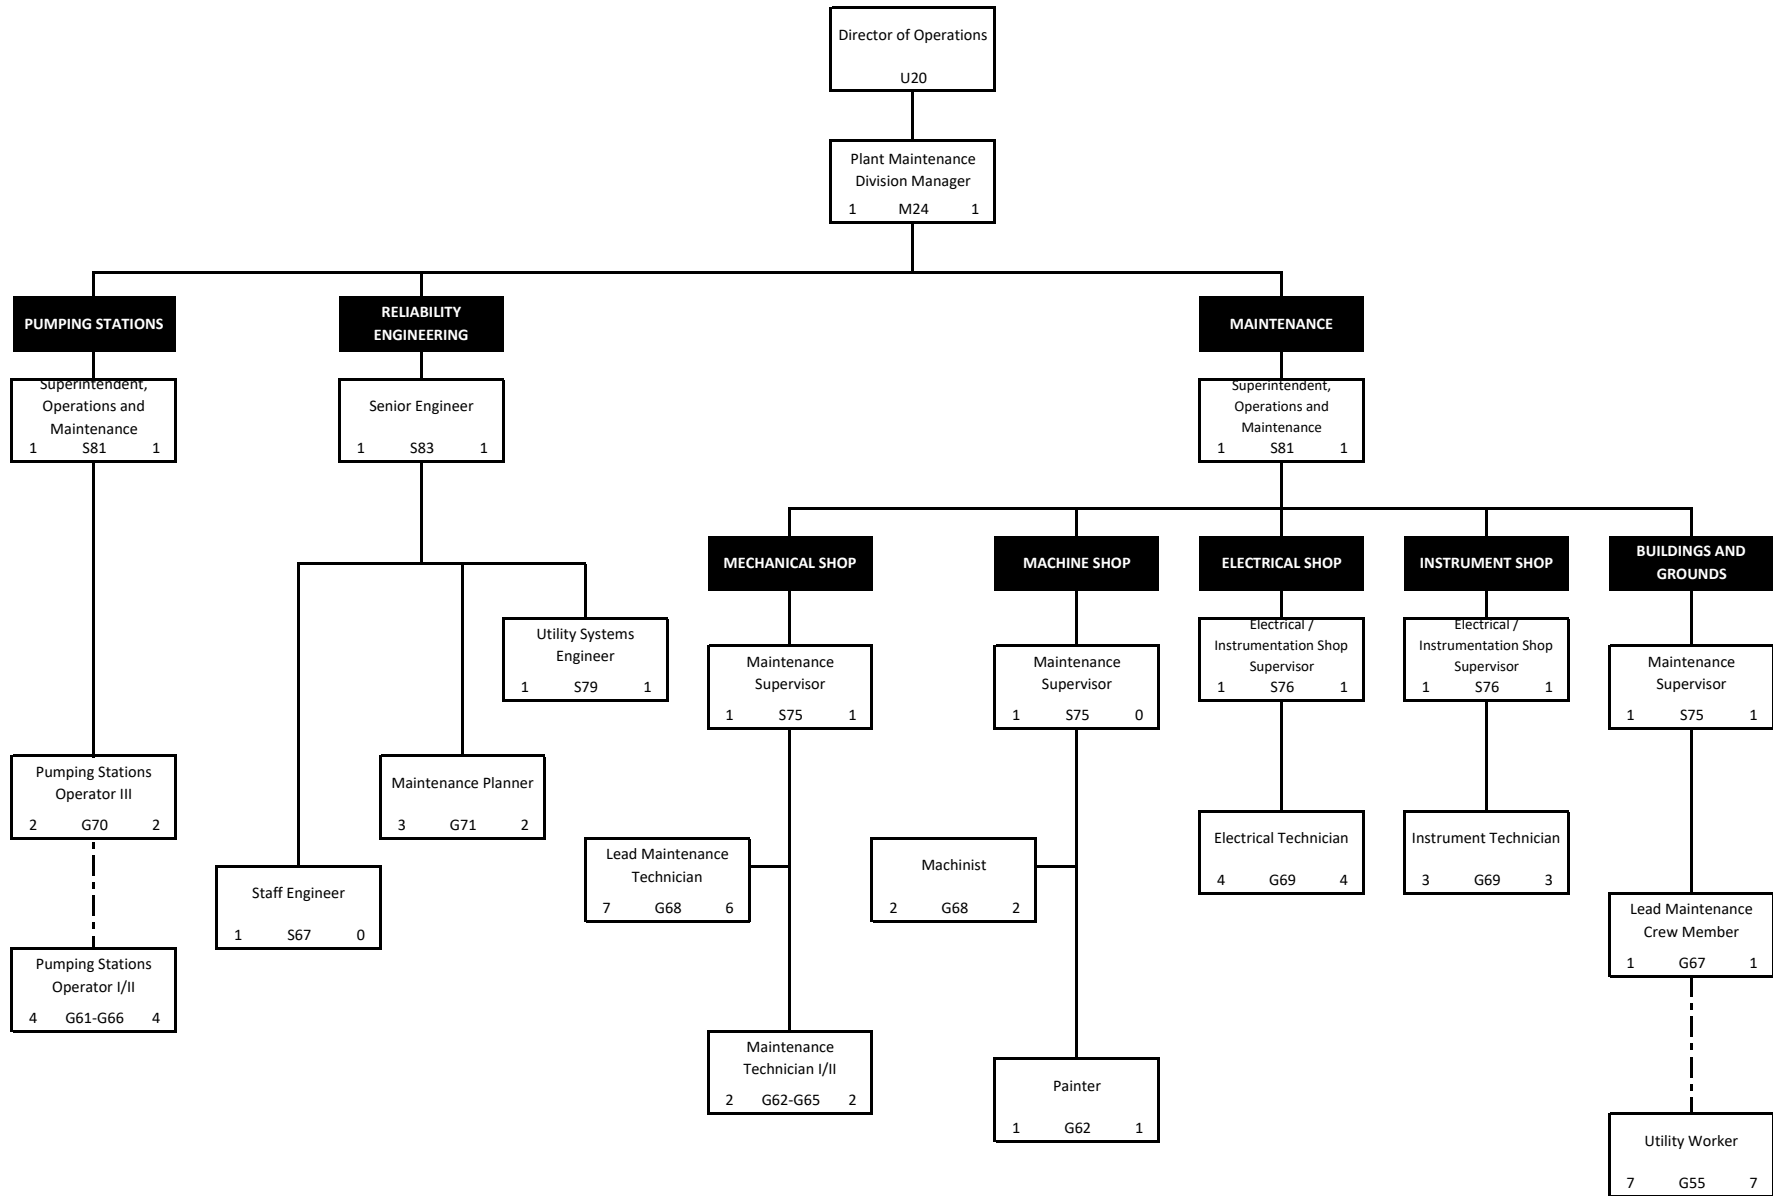 Director of Operations
U20
Plant Maintenance
Division Manager
1 M24 1
PUMPING STATIONS
RELIABILITY
ENGINEERING
MAINTENANCE
Superintendent,
Operations and
Maintenance
1 S81 1
Senior Engineer
1 S83 1
Superintendent,
Operations and
Maintenance
1 S81 1
MECHANICAL SHOP
MACHINE SHOP
ELECTRICAL SHOP
INSTRUMENT SHOP
BUILDINGS AND
GROUNDS
Utility Systems
Engineer
1 S79 1
Maintenance
Supervisor
1 S75 1
Maintenance
Supervisor
1 S75 0
Electrical /
Instrumentation Shop
Supervisor
1 S76 1
Electrical /
Instrumentation Shop
Supervisor
1 S76 1
Maintenance
Supervisor
1 S75 1
Pumping Stations
Operator III
2 G70 2
Maintenance Planner
3 G71 2
Lead Maintenance
Technician
7 G68 6
Machinist
2 G68 2
Electrical Technician
4 G69 4
Instrument Technician
3 G69 3
Staff Engineer
1 S67 0
Lead Maintenance
Crew Member
1 G67 1
Pumping Stations
Operator I/II
4 G61-G66 4
Maintenance
Technician I/II
2 G62-G65 2
Painter
1 G62 1
Utility Worker
7 G55 7